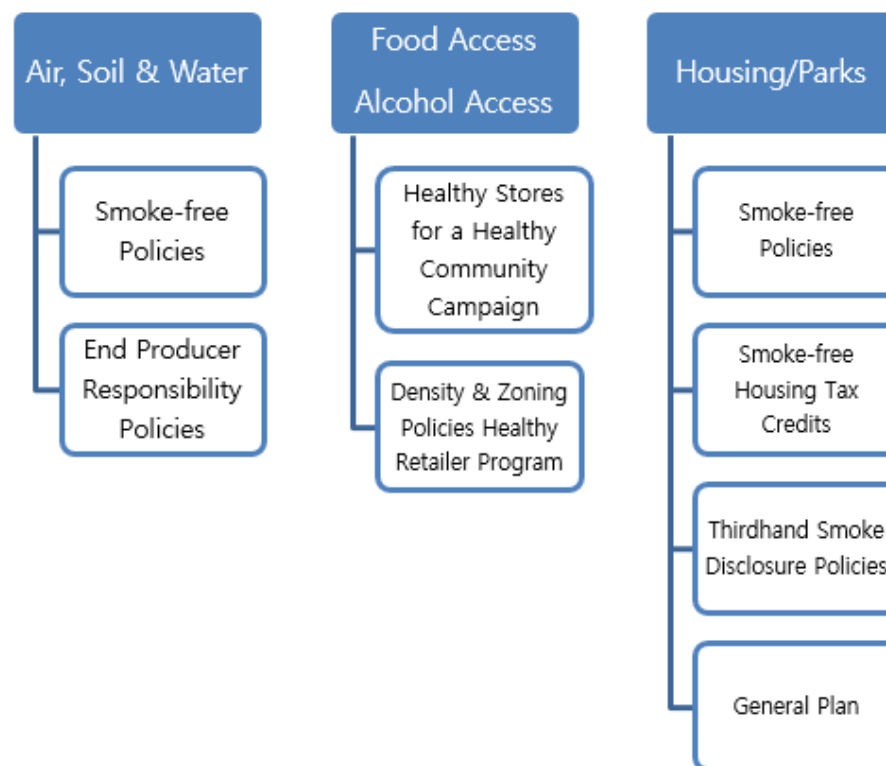 Air, Soil & Water
Smoke-free
Policies
End Producer
Responsibility
Policies
Food Access
Alcohol Access
Healthy Stores
for a Healthy
Community
Campaign
Density & Zoning
Policies Healthy
Retailer Program
Housing/Parks
Smoke-free
Policies
Smoke-free
Housing Tax
Credits
Thirdhand Smoke
Disclosure Policies
General Plan